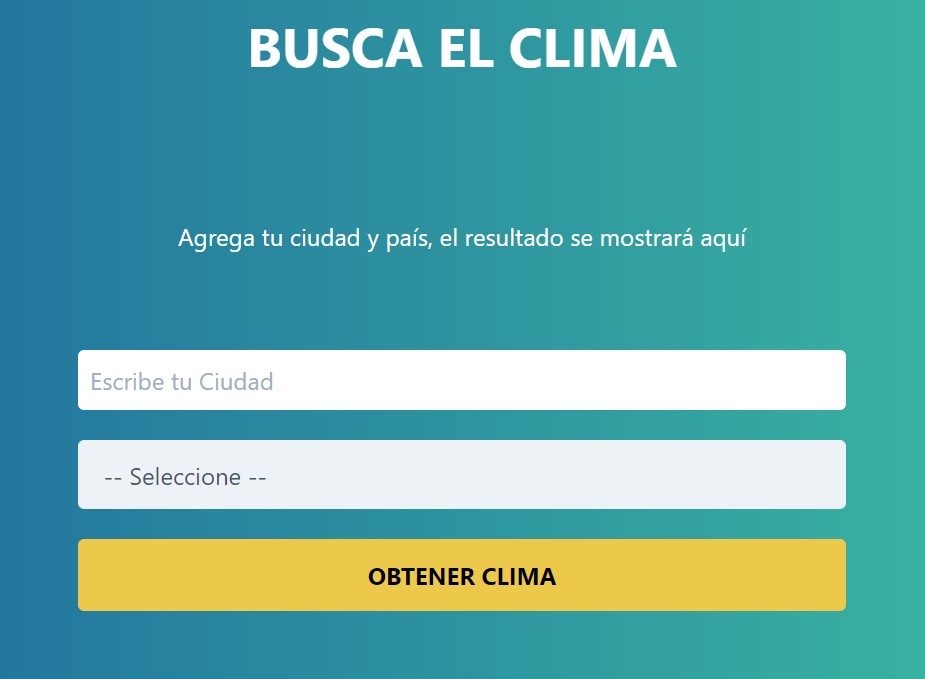 BUSCA EL CLIMA
Agrega tu ciudad y país, el resultado se mostrará aquí
Escribe tu Ciudad
-- Seleccione --
OBTENER CLIMA